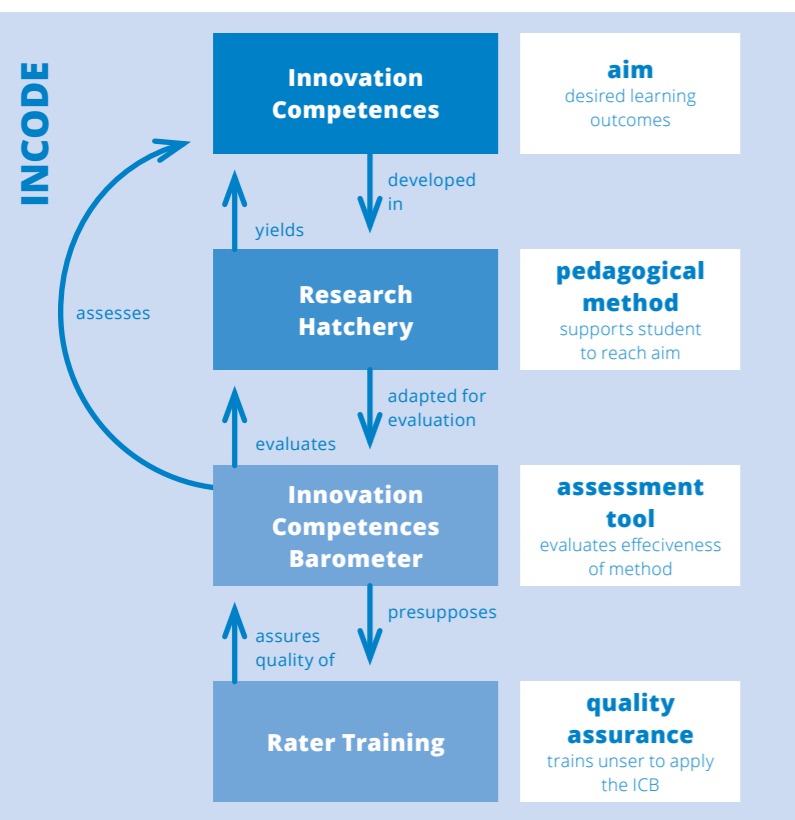 INCODE
Innovation
Competences
aim
desired learning
outcomes
developed
in
yields
Research
Hatchery
pedagogical
method
supports student
to reach aim
assesses
adapted for
evaluation
evaluates
Innovation
Competences
Barometer
assessment
tool
evaluates effeciveness
of method
presupposes
assures
quality of
Rater Training
quality
assurance
trains unser to apply
the ICB